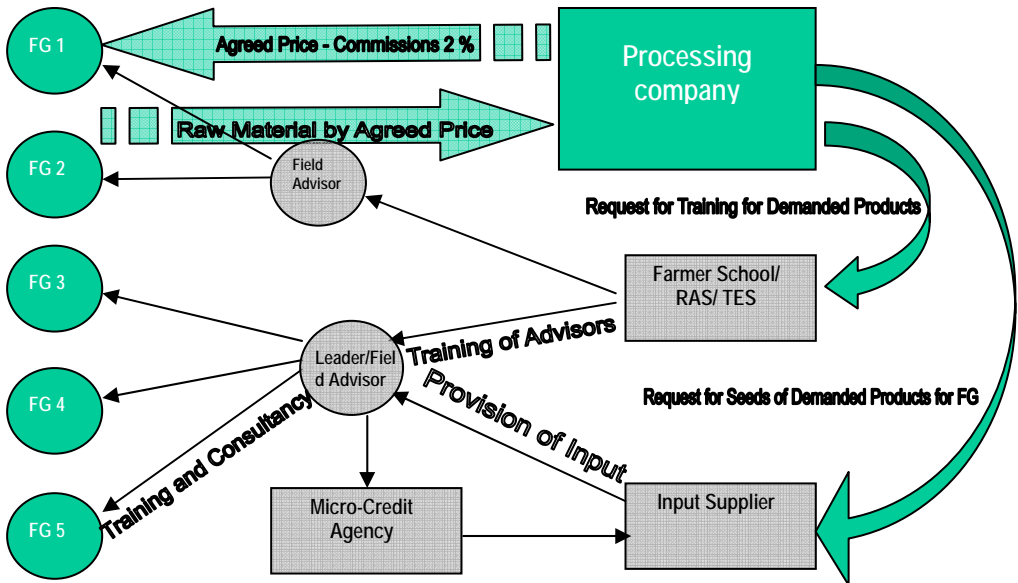 FG 1
Agreed Price - Commissions 2 %
Processing
company
Raw Material by Agreed Price
FG 2
Field
Advisor
Request for Training for Demanded Products
FG 3
Farmer School/
RAS/ TES
Training of Advisors
Leader/Fiel
d Advisor
Provision of Input
FG 4
Request for Seeds of Demanded Products for FG
Training and Consultancy
Micro-Credit
Agency
Input Supplier
FG 5